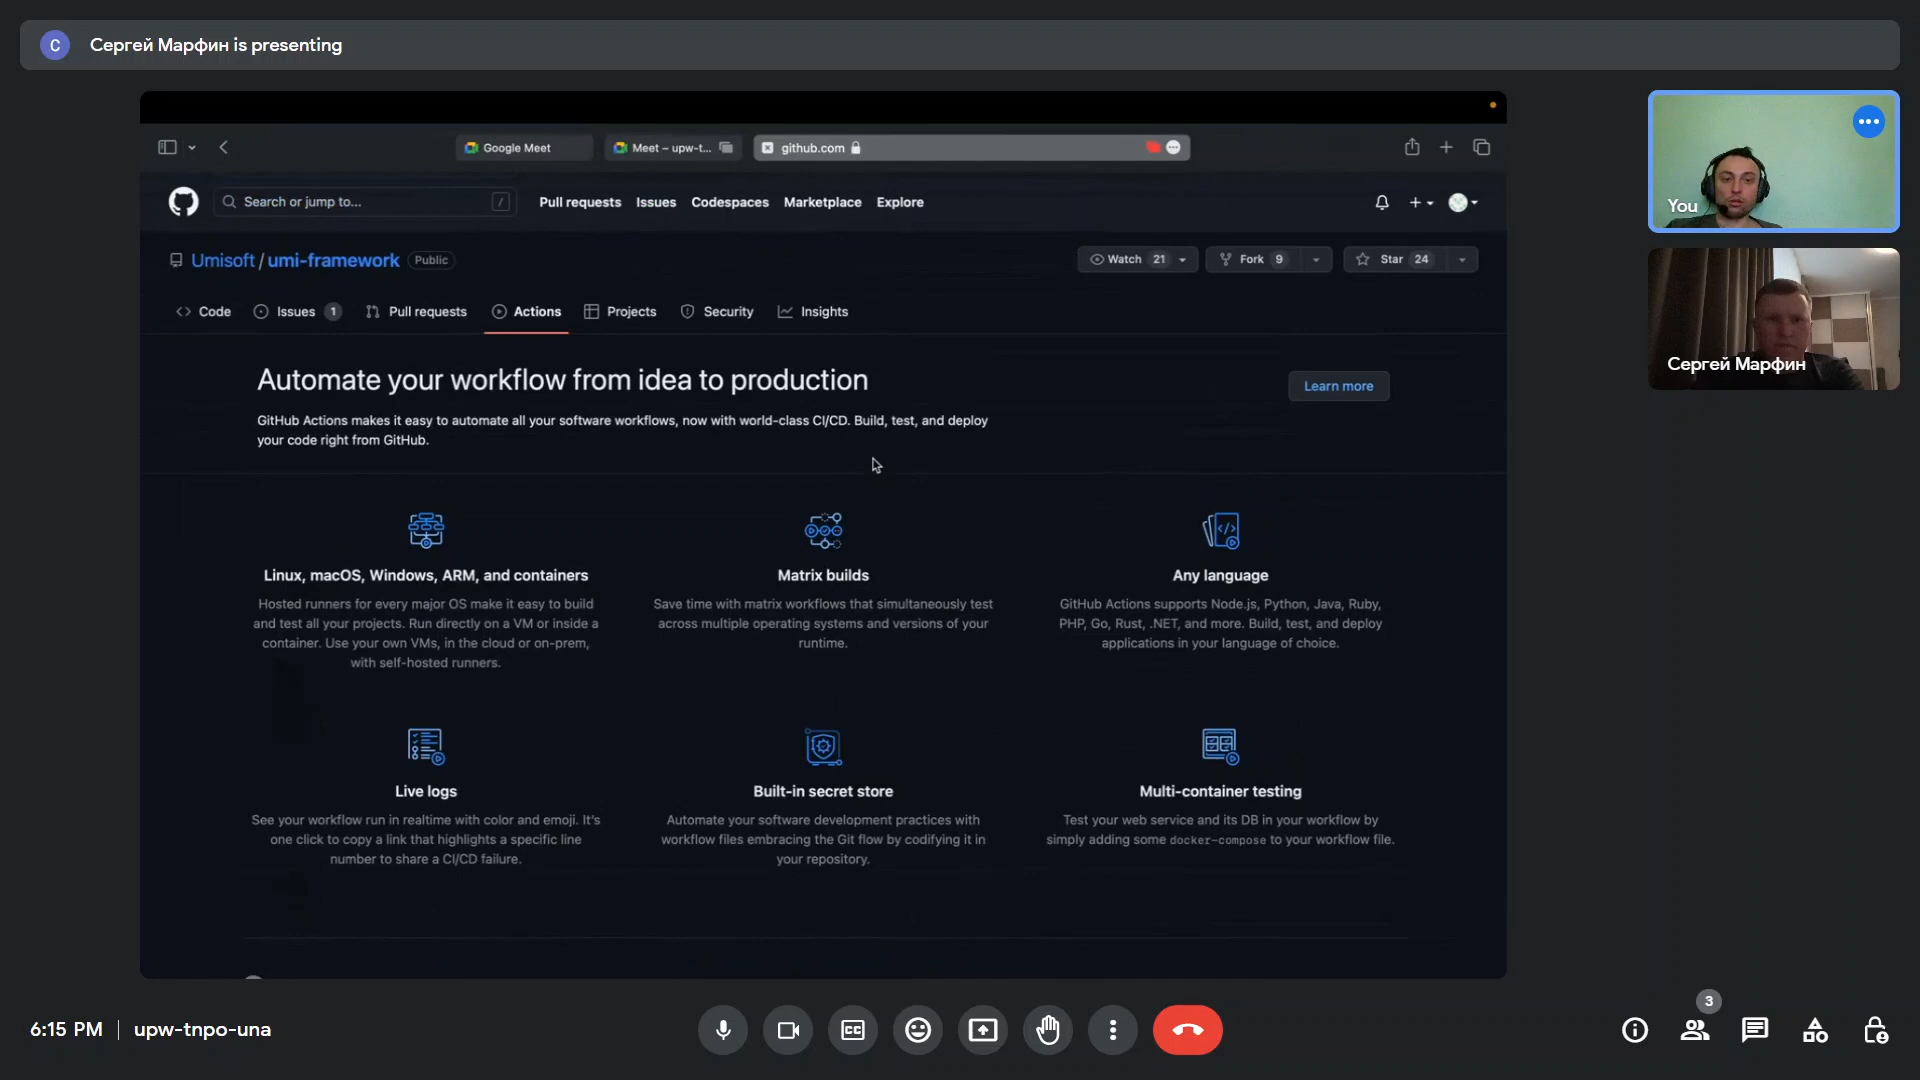 C Сергей Марфин is presenting
Google Meet
Meet – upw-t...
github.com
Search or jump to... /
Pull requests Issues Codespaces Marketplace Explore
Umisoft / umi-framework Public
Watch 21
Fork 9
Star 24
Code Issues 1 Pull requests Actions Projects Security Insights
Automate your workflow from idea to production
Learn more
GitHub Actions makes it easy to automate all your software workflows, now with world-class CI/CD. Build, test, and deploy
your code right from GitHub.
Linux, macOS, Windows, ARM, and containers
Hosted runners for every major OS make it easy to build
and test all your projects. Run directly on a VM or inside a
container. Use your own VMs, in the cloud or on-prem,
with self-hosted runners.
Matrix builds
Save time with matrix workflows that simultaneously test
across multiple operating systems and versions of your
runtime.
Any language
GitHub Actions supports Node.js, Python, Java, Ruby,
PHP, Go, Rust, .NET, and more. Build, test, and deploy
applications in your language of choice.
Live logs
See your workflow run in realtime with color and emoji. It's
one click to copy a link that highlights a specific line
number to share a CI/CD failure.
Built-in secret store
Automate your software development practices with
workflow files embracing the Git flow by codifying it in
your repository.
Multi-container testing
Test your web service and its DB in your workflow by
simply adding some docker-compose to your workflow file.
You
Сергей Марфин
6:15 PM | upw-tnpo-una
CC
3